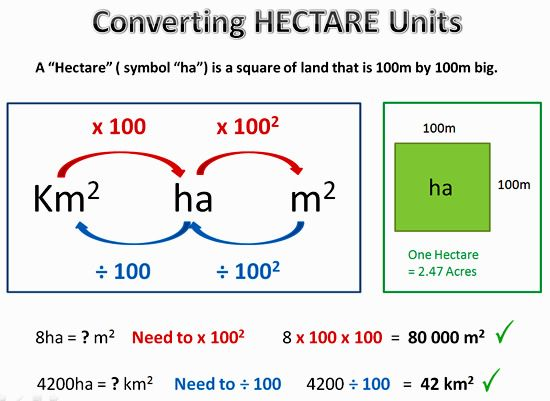 Converting HECTARE Units
A “Hectare” ( symbol “ha”) is a square of land that is 100m by 100m big.
x 100 x 100²
Km² ha m²
÷ 100 ÷ 100²
100m
ha 100m
One Hectare
= 2.47 Acres
8ha = ? m² Need to x 100² 8 x 100 x 100 = 80 000 m² ✓
4200ha = ? km² Need to ÷ 100 4200 ÷ 100 = 42 km² ✓